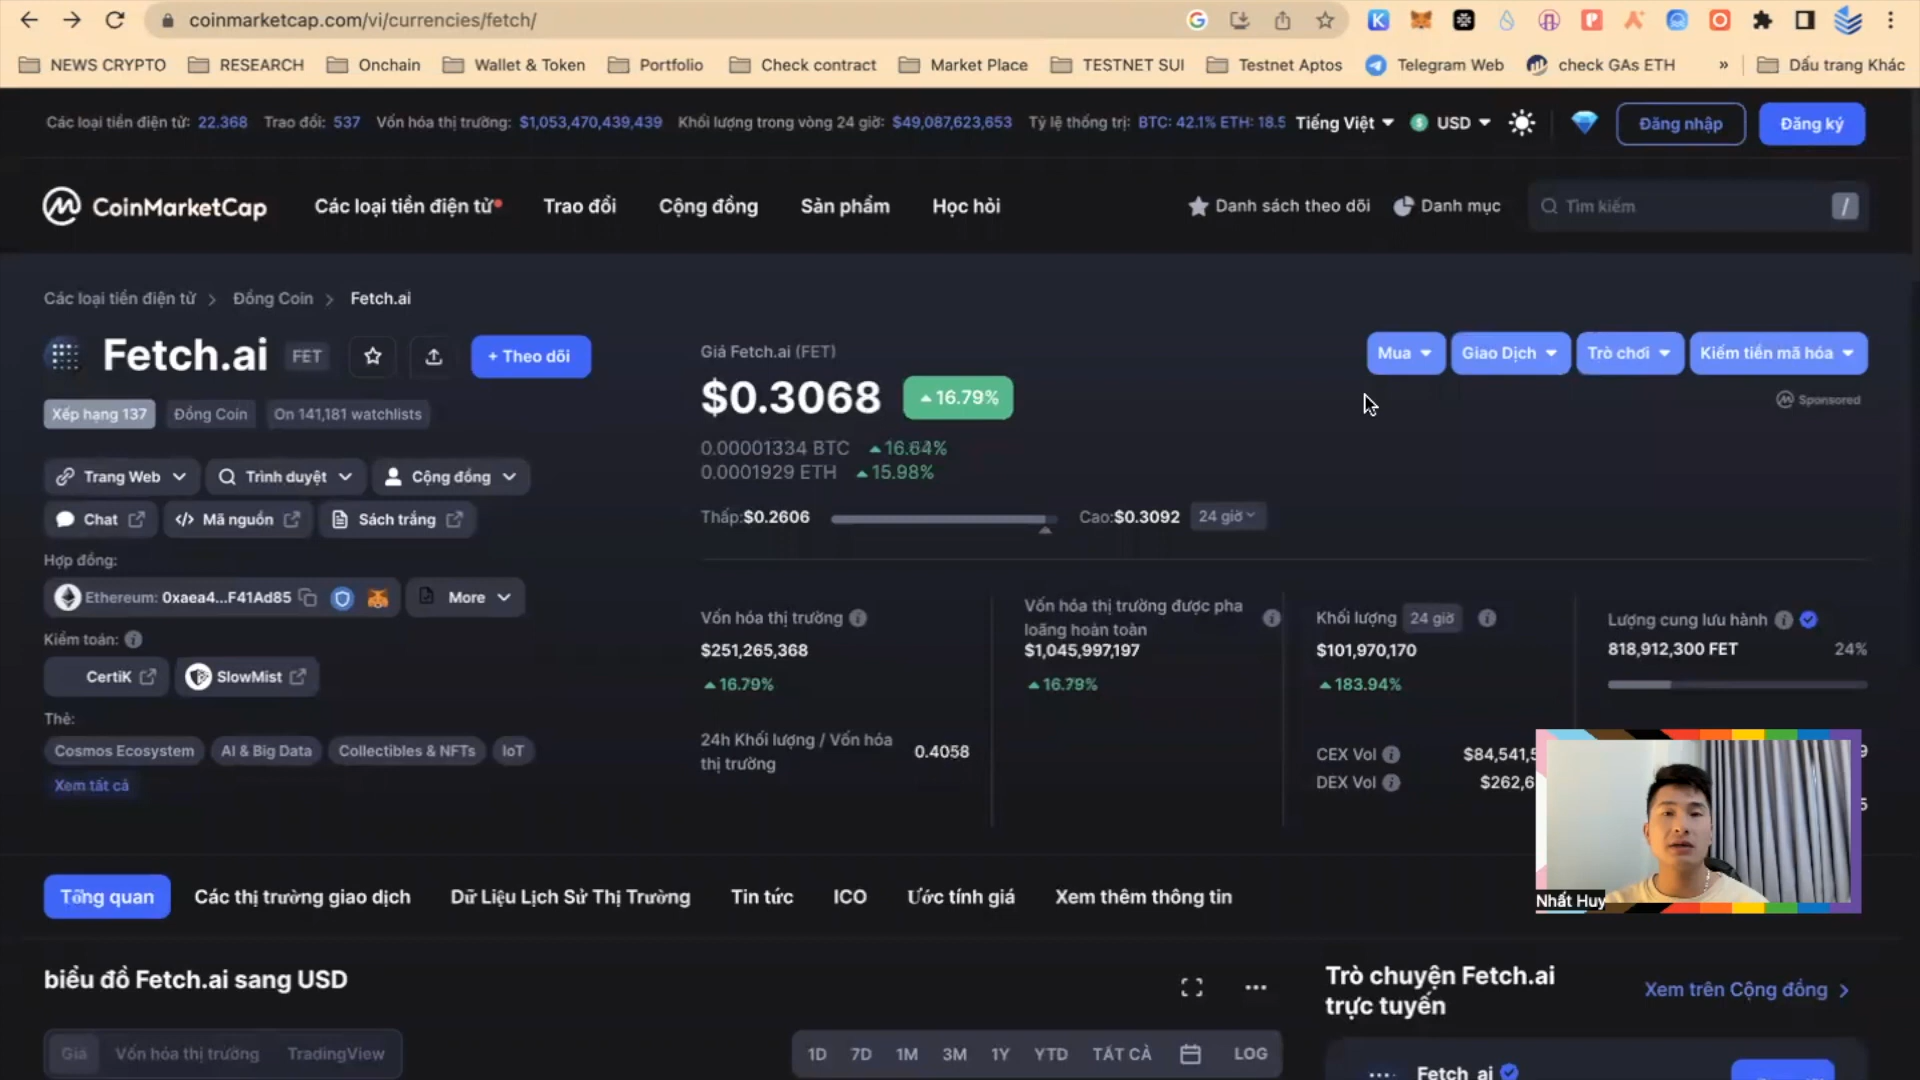 coinmarketcap.com/vi/currencies/fetch/
NEWS CRYPTO RESEARCH Onchain Wallet & Token Portfolio Check contract Market Place TESTNET SUI Testnet Aptos Telegram Web check GAs ETH » Dấu trang Khác
Các loại tiền điện tử: 22.368 Trao đổi: 537 Vốn hóa thị trường: $1,053,470,439,439 Khối lượng trong vòng 24 giờ: $49,087,623,653 Tỷ lệ thống trị: BTC: 42.1% ETH: 18.5 Tiếng Việt USD Đăng nhập Đăng ký
CoinMarketCap Các loại tiền điện tử Trao đổi Cộng đồng Sản phẩm Học hỏi Danh sách theo dõi Danh mục Tìm kiếm /
Các loại tiền điện tử > Đồng Coin > Fetch.ai
Fetch.ai FET + Theo dõi
Xếp hạng 137 Đồng Coin On 141,181 watchlists
Trang Web Trình duyệt Cộng đồng
Chat Mã nguồn Sách trắng
Hợp đồng:
Ethereum: 0xaea4...F41Ad85 More
Kiểm toán:
CertiK SlowMist
Thẻ:
Cosmos Ecosystem AI & Big Data Collectibles & NFTs IoT
Xem tất cả
Giá Fetch.ai (FET)
$0.3068 16.79%
0.00001334 BTC 16.64%
0.0001929 ETH 15.98%
Thấp:$0.2606 Cao:$0.3092 24 giờ
Mua Giao Dịch Trò chơi Kiếm tiền mã hóa
Sponsored
Vốn hóa thị trường
$251,265,368
16.79%
24h Khối lượng / Vốn hóa
thị trường
0.4058
Vốn hóa thị trường được pha
loãng hoàn toàn
$1,045,997,197
16.79%
Khối lượng 24 giờ
$101,970,170
183.94%
CEX Vol $84,541,5
DEX Vol $262,6
Lượng cung lưu hành
818,912,300 FET 24%
Nhất Huy
Tổng quan Các thị trường giao dịch Dữ Liệu Lịch Sử Thị Trường Tin tức ICO Ước tính giá Xem thêm thông tin
biểu đồ Fetch.ai sang USD
Giá Vốn hóa thị trường TradingView
1D 7D 1M 3M 1Y YTD TẤT CẢ LOG
Trò chuyện Fetch.ai
trực tuyến
Xem trên Cộng đồng >
Fetch.ai